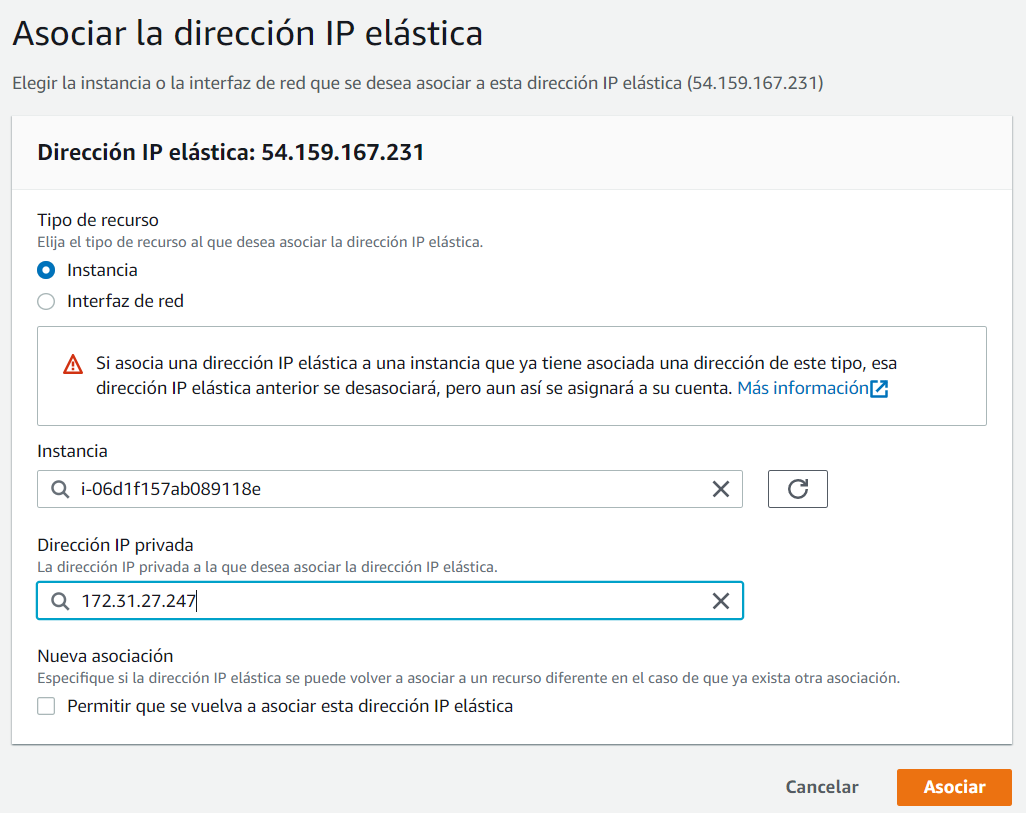 Asociar la dirección IP elástica
Elegir la instancia o la interfaz de red que se desea asociar a esta dirección IP elástica (54.159.167.231)
Dirección IP elástica: 54.159.167.231
Tipo de recurso
Elija el tipo de recurso al que desea asociar la dirección IP elástica.
Instancia
Interfaz de red
Si asocia una dirección IP elástica a una instancia que ya tiene asociada una dirección de este tipo, esa
dirección IP elástica anterior se desasociará, pero aun así se asignará a su cuenta. Más información
Instancia
i-06d1f157ab089118e
Dirección IP privada
La dirección IP privada a la que desea asociar la dirección IP elástica.
172.31.27.247
Nueva asociación
Especifique si la dirección IP elástica se puede volver a asociar a un recurso diferente en el caso de que ya exista otra asociación.
Permitir que se vuelva a asociar esta dirección IP elástica
Cancelar
Asociar